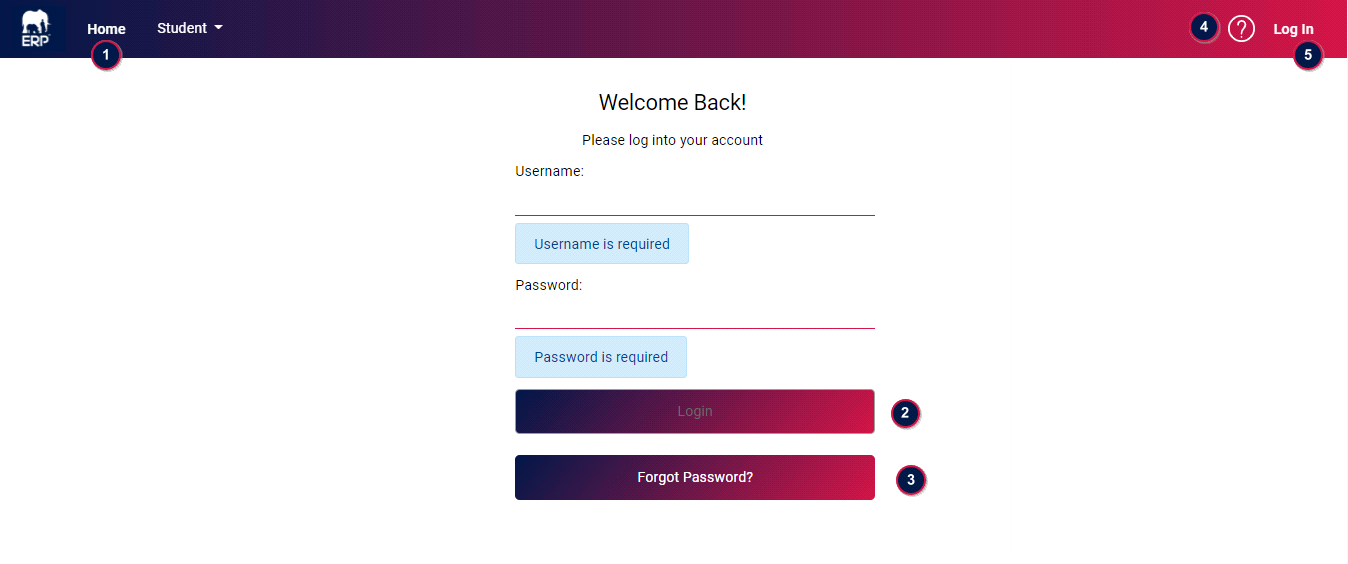 ERP
Home
Student
4
?
Log In
1
5
Welcome Back!
Please log into your account
Username:
Username is required
Password:
Password is required
Login
2
Forgot Password?
3